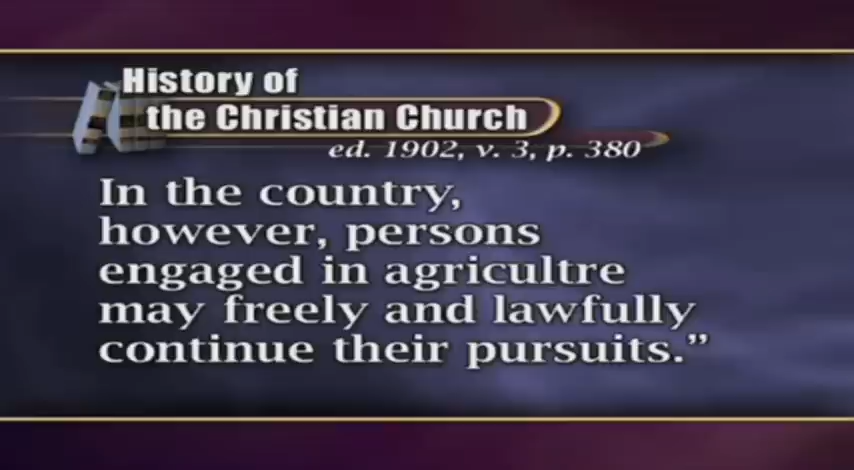 History of
the Christian Church
ed. 1902, v. 3, p. 380
In the country,
however, persons
engaged in agricultre
may freely and lawfully
continue their pursuits.”